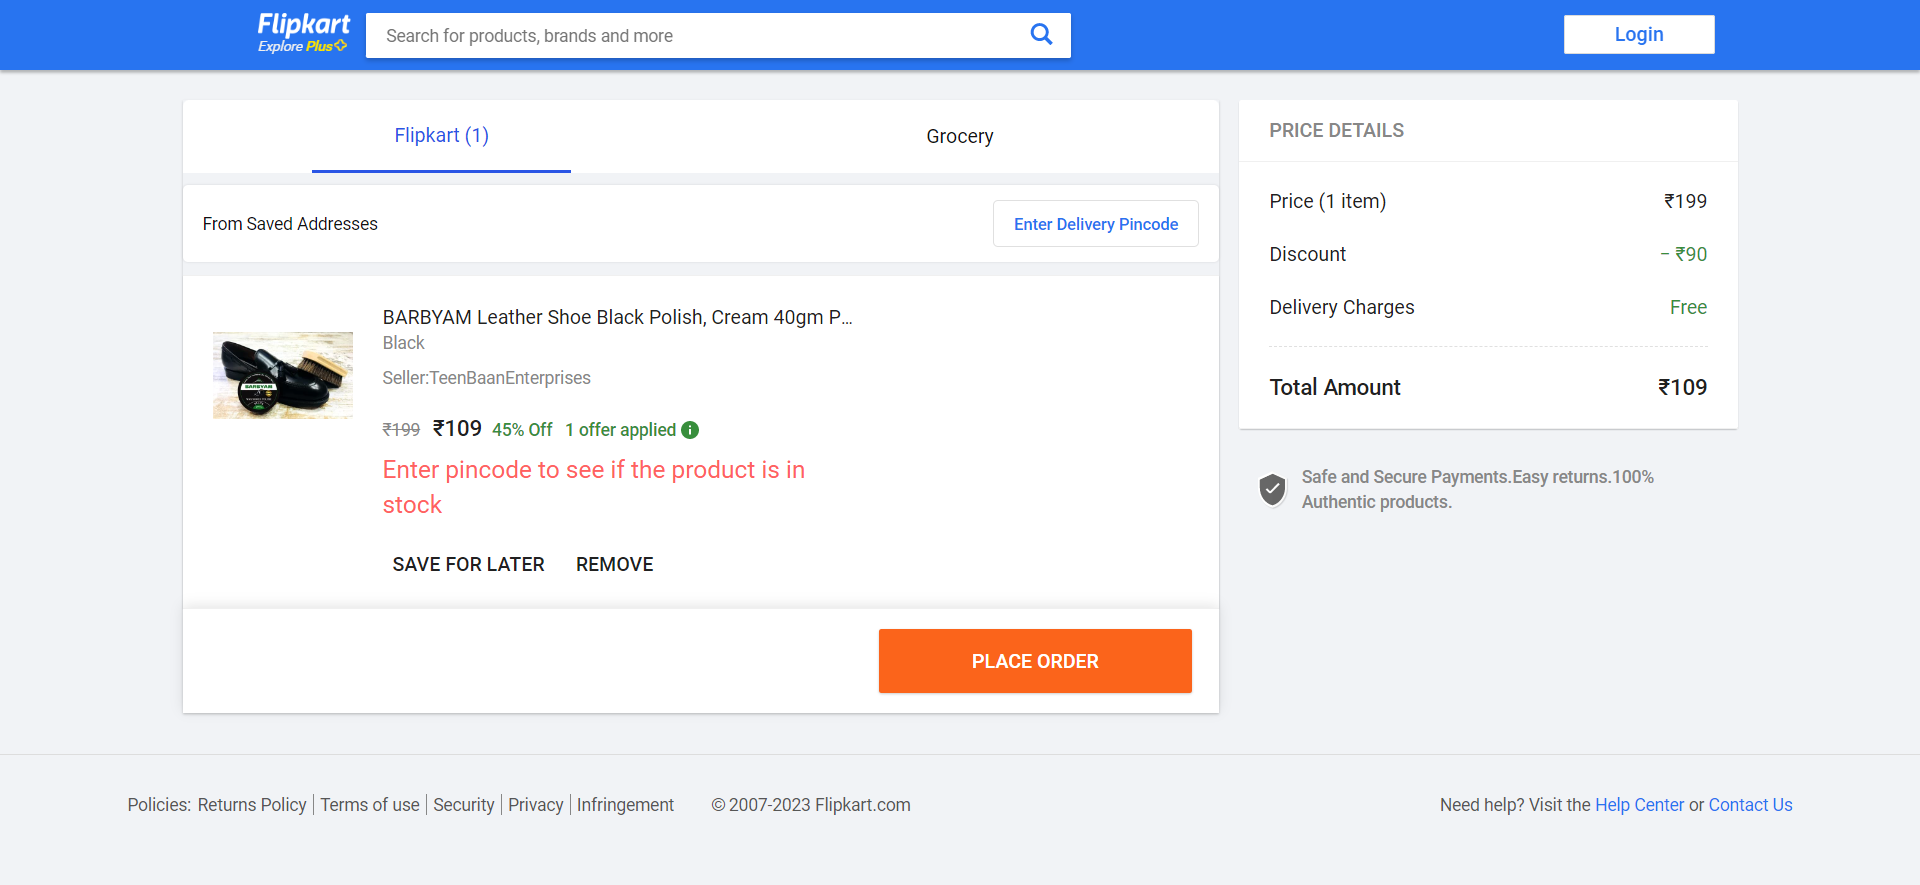 Flipkart
Explore Plus
Search for products, brands and more
Login
Flipkart (1)
Grocery
From Saved Addresses
Enter Delivery Pincode
BARBYAM Leather Shoe Black Polish, Cream 40gm P...
Black
Seller:TeenBaanEnterprises
BARBYAM
₹199 ₹109 45% Off 1 offer applied
Enter pincode to see if the product is in
stock
SAVE FOR LATER REMOVE
PLACE ORDER
PRICE DETAILS
Price (1 item) ₹199
Discount − ₹90
Delivery Charges Free
Total Amount ₹109
Safe and Secure Payments.Easy returns.100%
Authentic products.
Policies: Returns Policy Terms of use Security Privacy Infringement © 2007-2023 Flipkart.com
Need help? Visit the Help Center or Contact Us